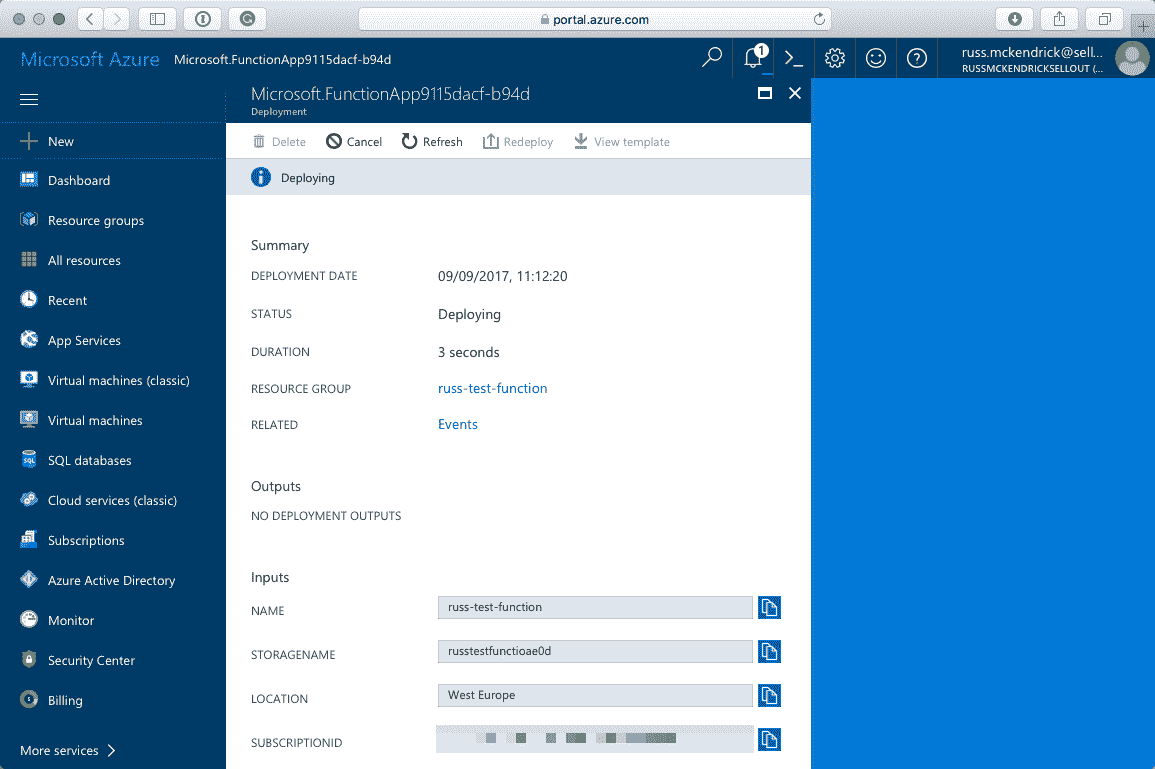 portal.azure.com
Microsoft Azure Microsoft.FunctionApp9115dacf-b94d
1
russ.mckendrick@sell...
RUSSMCKENDRICKSELLOUT (...
Microsoft.FunctionApp9115dacf-b94d
Deployment
Delete Cancel Refresh Redeploy View template
Deploying
New
Dashboard
Resource groups
All resources
Recent
App Services
Virtual machines (classic)
Virtual machines
SQL databases
Cloud services (classic)
Subscriptions
Azure Active Directory
Monitor
Security Center
Billing
More services
Summary
DEPLOYMENT DATE 09/09/2017, 11:12:20
STATUS Deploying
DURATION 3 seconds
RESOURCE GROUP russ-test-function
RELATED Events
Outputs
NO DEPLOYMENT OUTPUTS
Inputs
NAME russ-test-function
STORAGENAME russtestfunctioae0d
LOCATION West Europe
SUBSCRIPTIONID